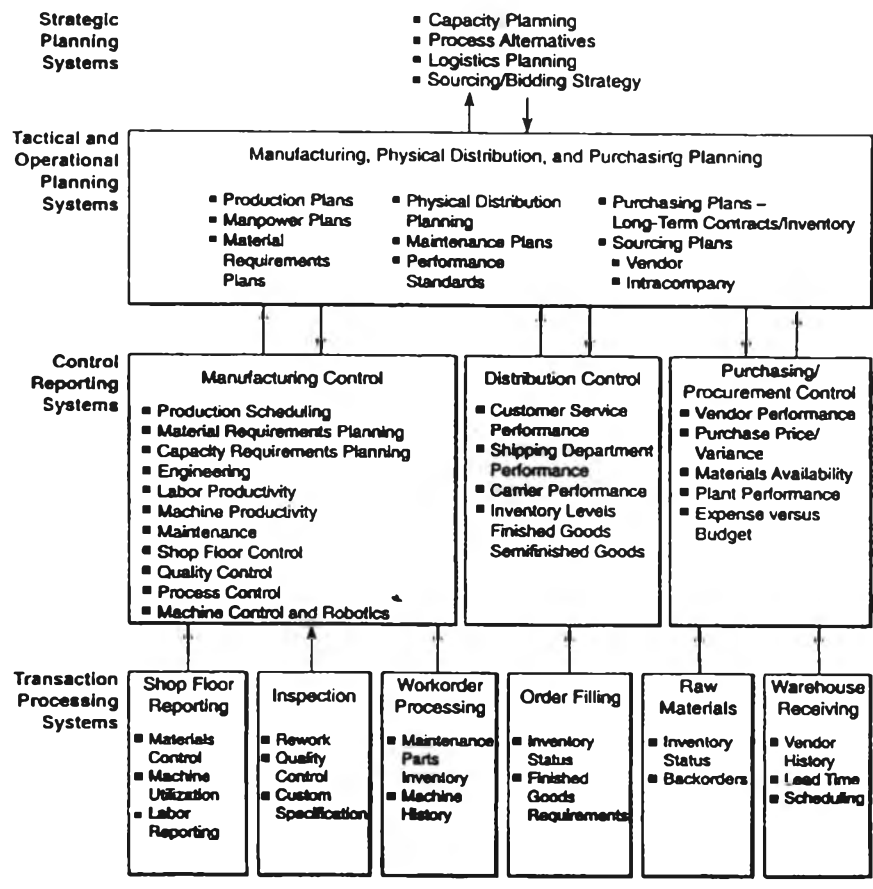 Strategic
Planning
Systems
▪ Capacity Planning
▪ Process Alternatives
▪ Logistics Planning
▪ Sourcing/Bidding Strategy
Tactical and
Operational
Planning
Systems
Manufacturing, Physical Distribution, and Purchasing Planning
▪ Production Plans
▪ Manpower Plans
▪ Material
Requirements
Plans
▪ Physical Distribution
Planning
▪ Maintenance Plans
▪ Performance
Standards
▪ Purchasing Plans –
Long-Term Contracts/Inventory
▪ Sourcing Plans
▪ Vendor
▪ Intracompany
Control
Reporting
Systems
Manufacturing Control
▪ Production Scheduling
▪ Material Requirements Planning
▪ Capacity Requirements Planning
▪ Engineering
▪ Labor Productivity
▪ Machine Productivity
▪ Maintenance
▪ Shop Floor Control
▪ Quality Control
▪ Process Control
▪ Machine Control and Robotics
Distribution Control
▪ Customer Service
Performance
▪ Shipping Department
Performance
▪ Carrier Performance
▪ Inventory Levels
Finished Goods
Semifinished Goods
Purchasing/
Procurement Control
▪ Vendor Performance
▪ Purchase Price/
Variance
▪ Materials Availability
▪ Plant Performance
▪ Expense versus
Budget
Transaction
Processing
Systems
Shop Floor
Reporting
▪ Materials
Control
▪ Machine
Utilization
▪ Labor
Reporting
Inspection
▪ Rework
▪ Quality
Control
▪ Custom
Specification
Workorder
Processing
▪ Maintenance
Parts
Inventory
▪ Machine
History
Order Filling
▪ Inventory
Status
▪ Finished
Goods
Requirements
Raw
Materials
▪ Inventory
Status
▪ Backorders
Warehouse
Receiving
▪ Vendor
History
▪ Lead Time
▪ Scheduling